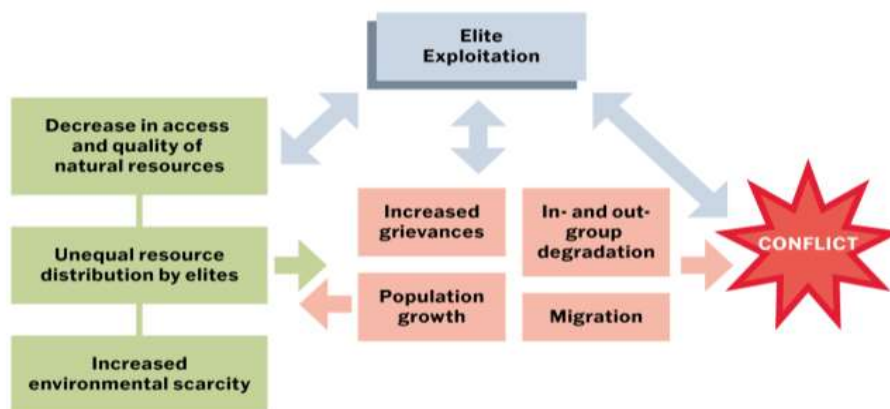 Elite
Exploitation
Decrease in access
and quality of
natural resources
Unequal resource
distribution by elites
Increased
environmental scarcity
Increased
grievances
Population
growth
In- and out-
group
degradation
Migration
CONFLICT